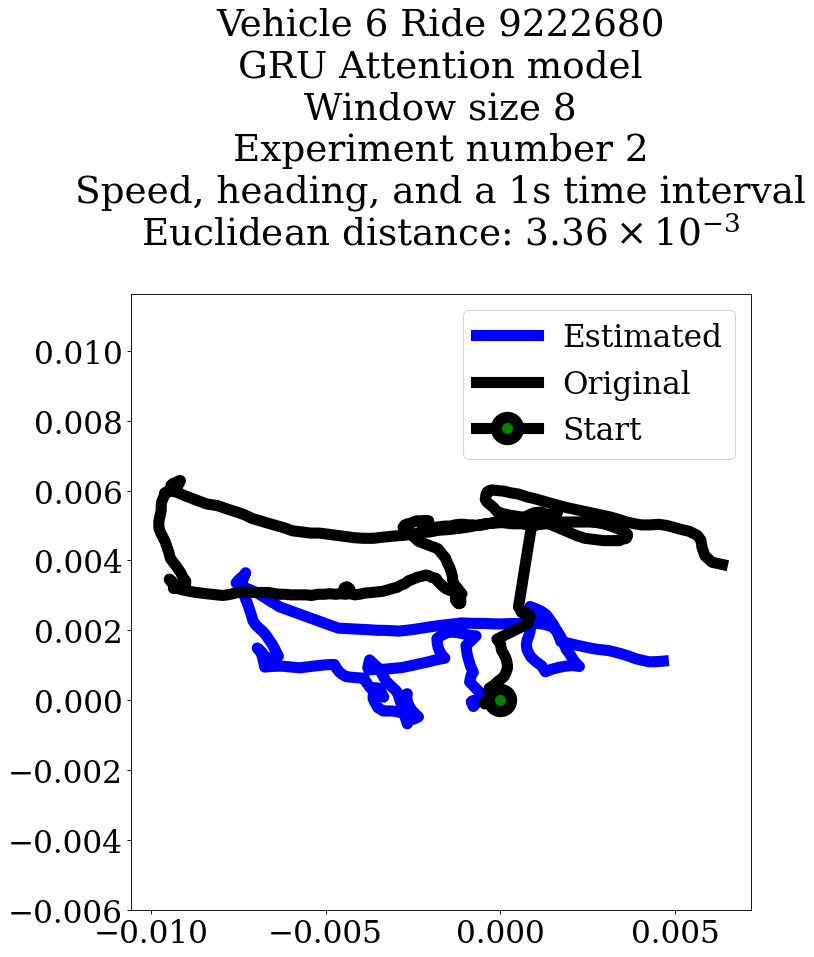 Vehicle 6 Ride 9222680
GRU Attention model
Window size 8
Experiment number 2
Speed, heading, and a 1s time interval
Euclidean distance: 3.36 × 10⁻³
Estimated
Original
Start
0.010
0.008
0.006
0.004
0.002
0.000
−0.002
−0.004
−0.006
−0.010 −0.005 0.000 0.005